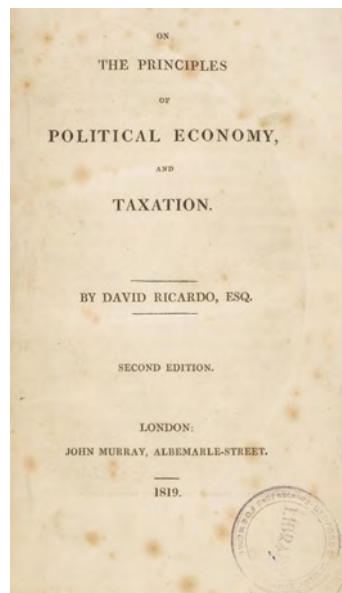 ON
THE PRINCIPLES
OF
POLITICAL ECONOMY,
AND
TAXATION.
BY DAVID RICARDO, ESQ.
SECOND EDITION.
LONDON:
JOHN MURRAY, ALBEMARLE-STREET.
1819.